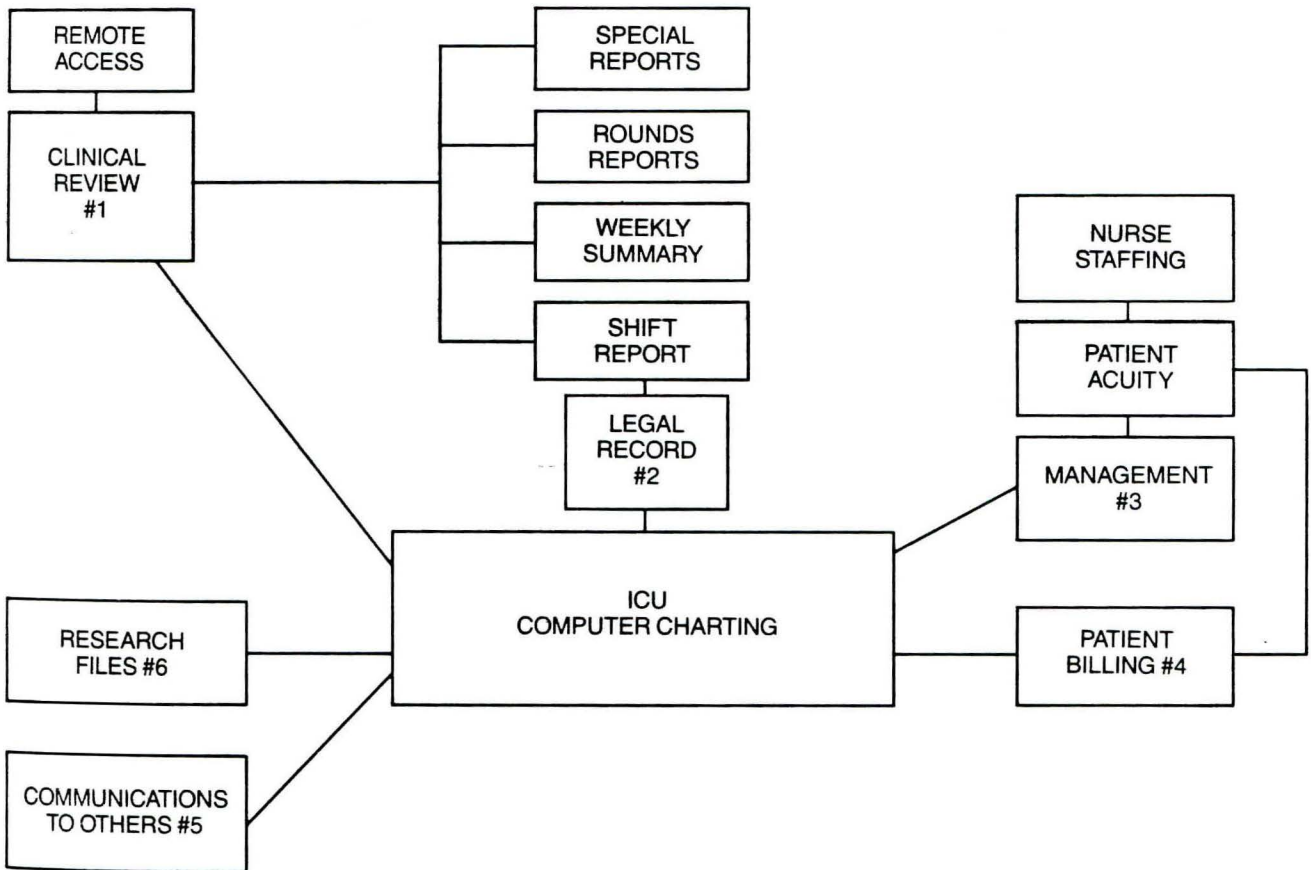 REMOTE
ACCESS
CLINICAL
REVIEW
#1
SPECIAL
REPORTS
ROUNDS
REPORTS
WEEKLY
SUMMARY
SHIFT
REPORT
LEGAL
RECORD
#2
NURSE
STAFFING
PATIENT
ACUITY
MANAGEMENT
#3
ICU
COMPUTER CHARTING
PATIENT
BILLING #4
RESEARCH
FILES #6
COMMUNICATIONS
TO OTHERS #5